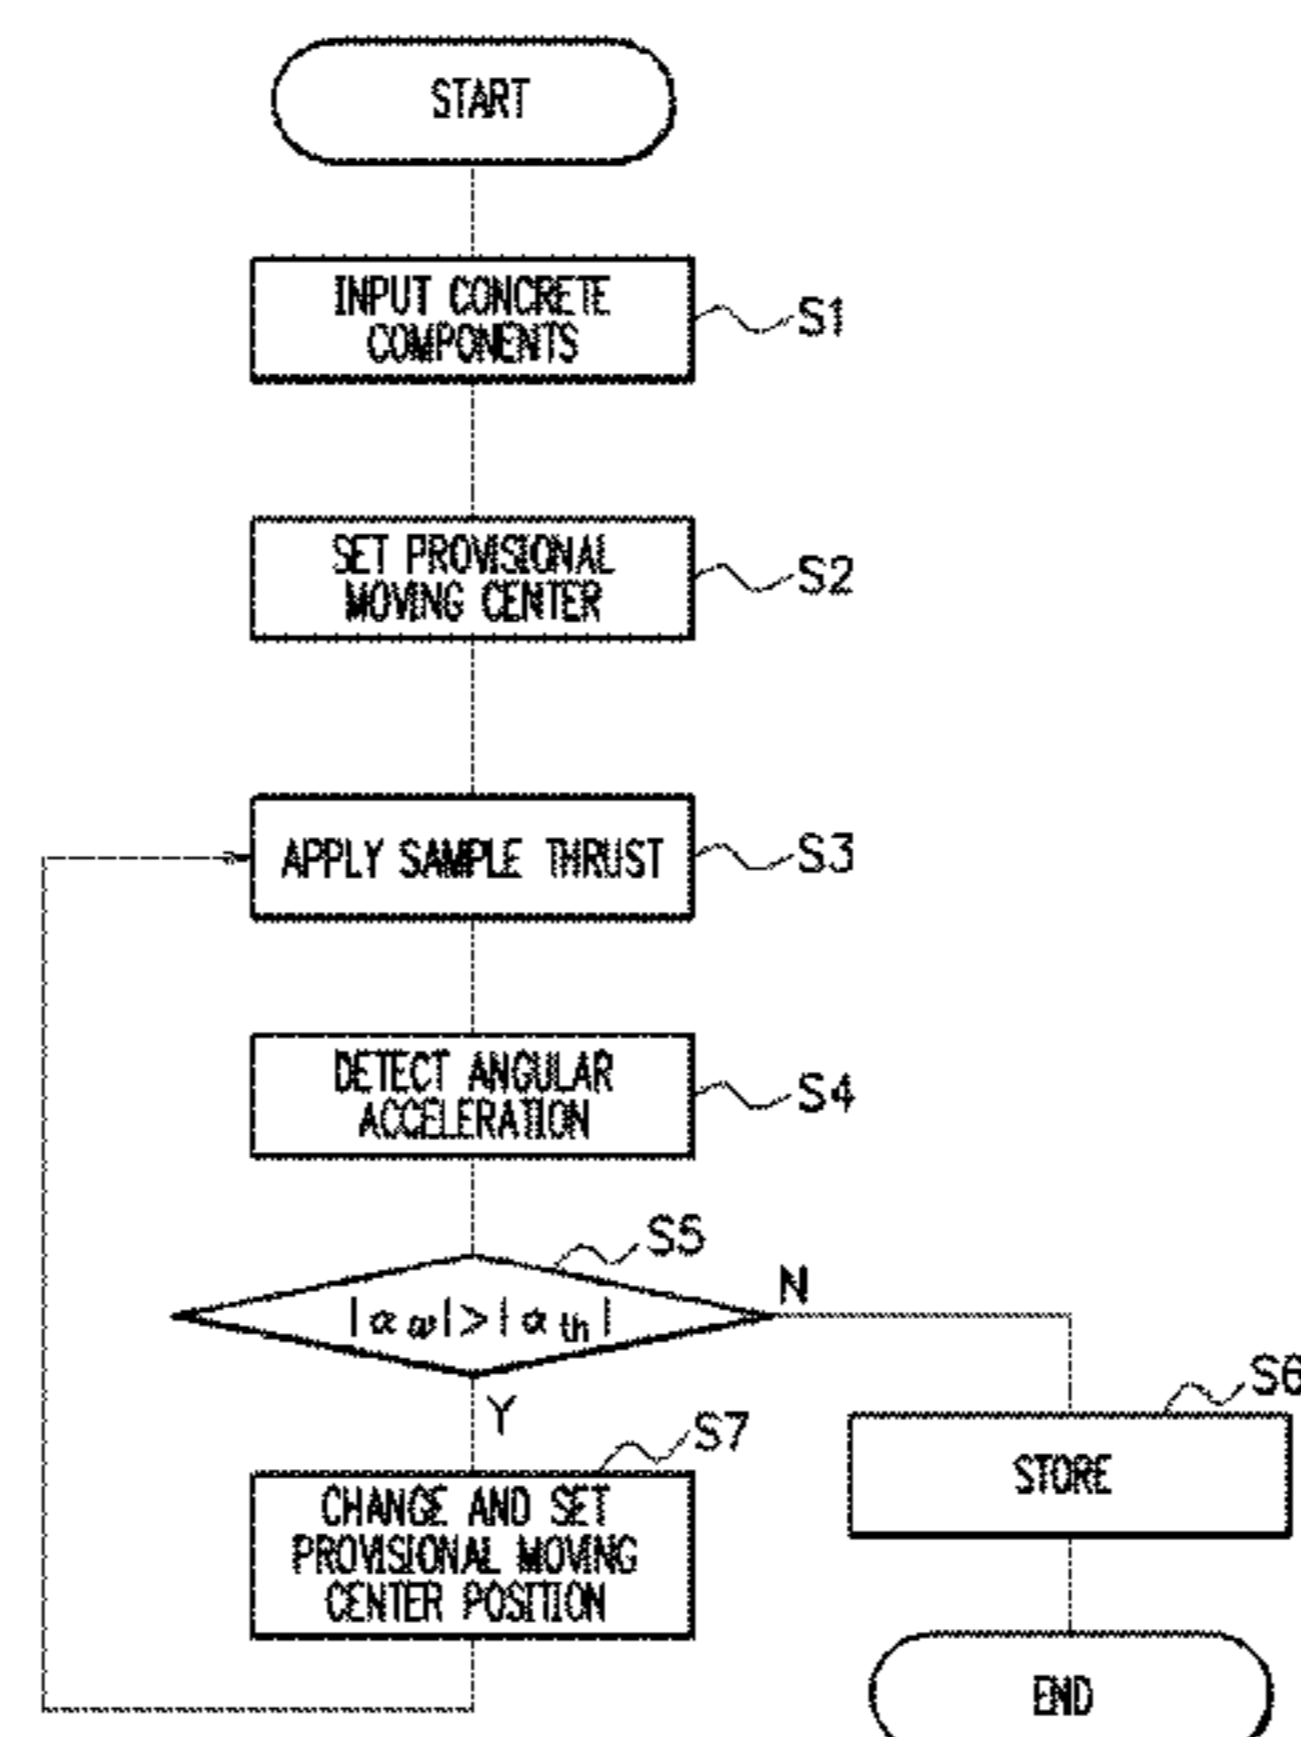 START
INPUT CONCRETE
COMPONENTS
S1
SET PROVISIONAL
MOVING CENTER
S2
APPLY SAMPLE THRUST
S3
DETECT ANGULAR
ACCELERATION
S4
S5
|αω|>|αth|
N
Y
S6
STORE
S7
CHANGE AND SET
PROVISIONAL MOVING
CENTER POSITION
END